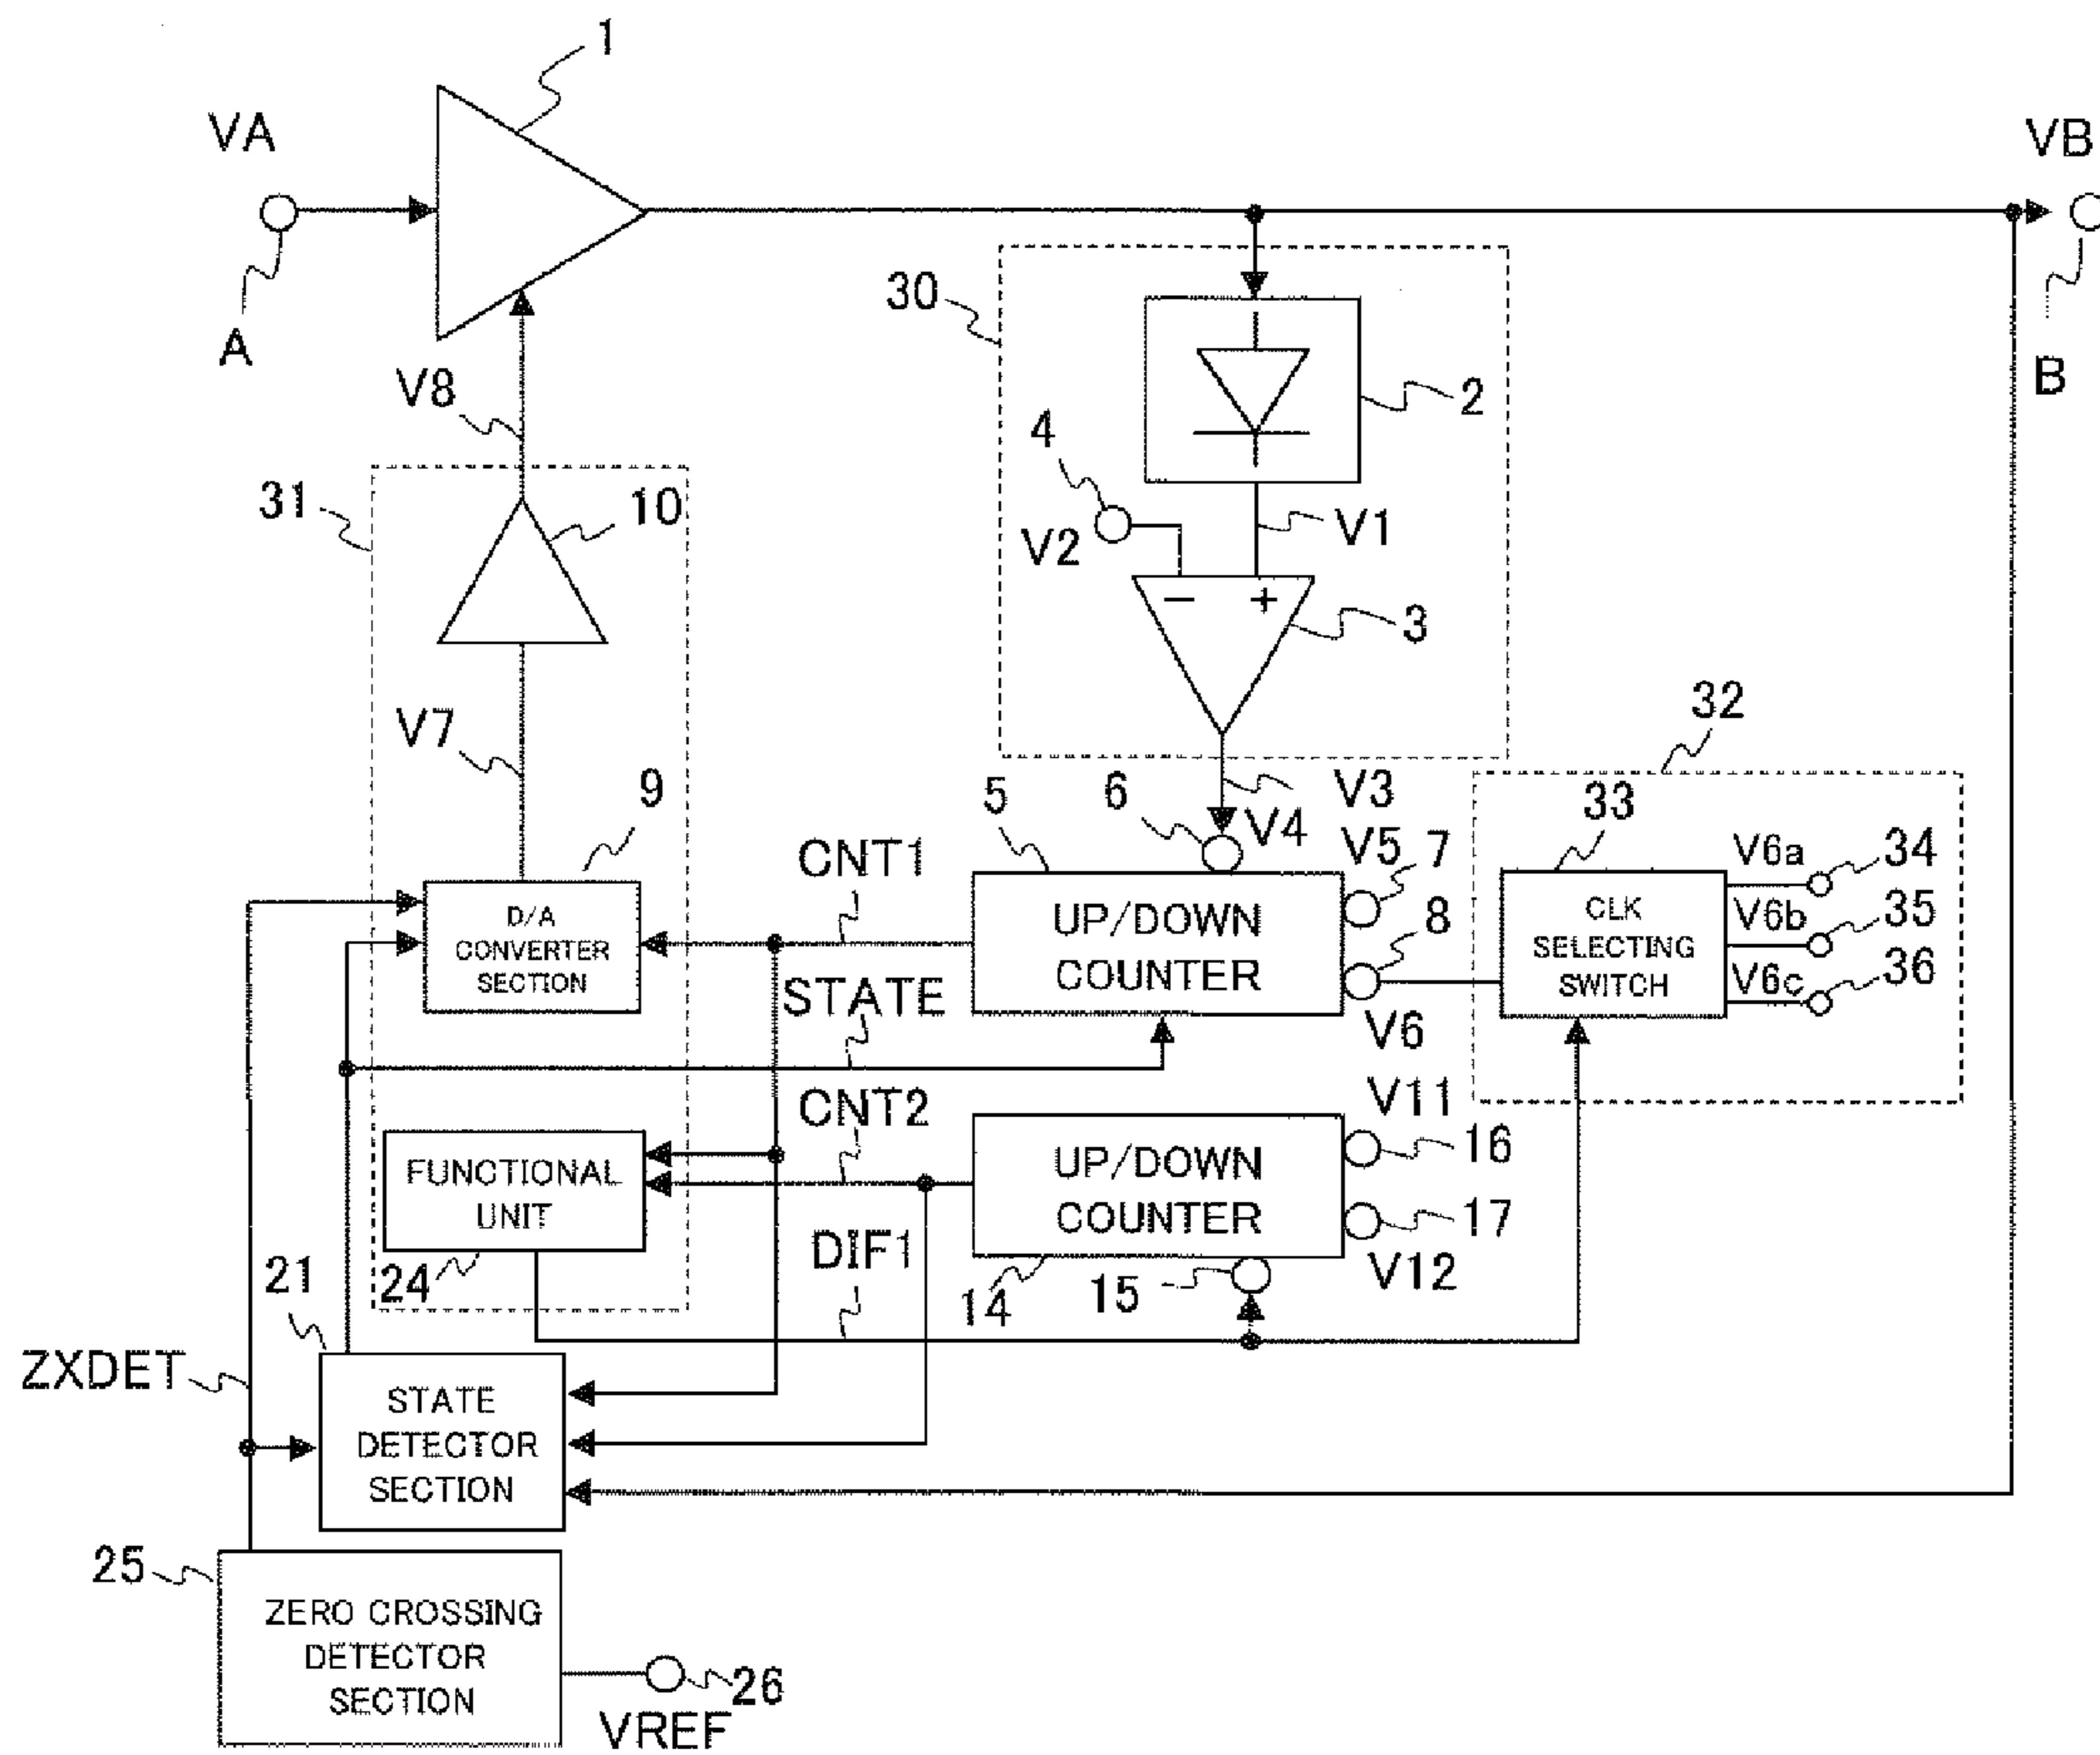 1
VA
VB
A
B
30
2
V8
4
31
10
V2
V1
- +
3
V7
32
9
5
6
V3
V4
33
V5
7
CNT1
V6a
34
D/A
CONVERTER
SECTION
UP/DOWN
COUNTER
8
CLK
SELECTING
SWITCH
V6b
35
V6c
36
STATE
V6
CNT2
V11
FUNCTIONAL
UNIT
UP/DOWN
COUNTER
16
17
DIF1
V12
21
24
14
15
ZXDET
STATE
DETECTOR
SECTION
25
ZERO CROSSING
DETECTOR
SECTION
26
VREF